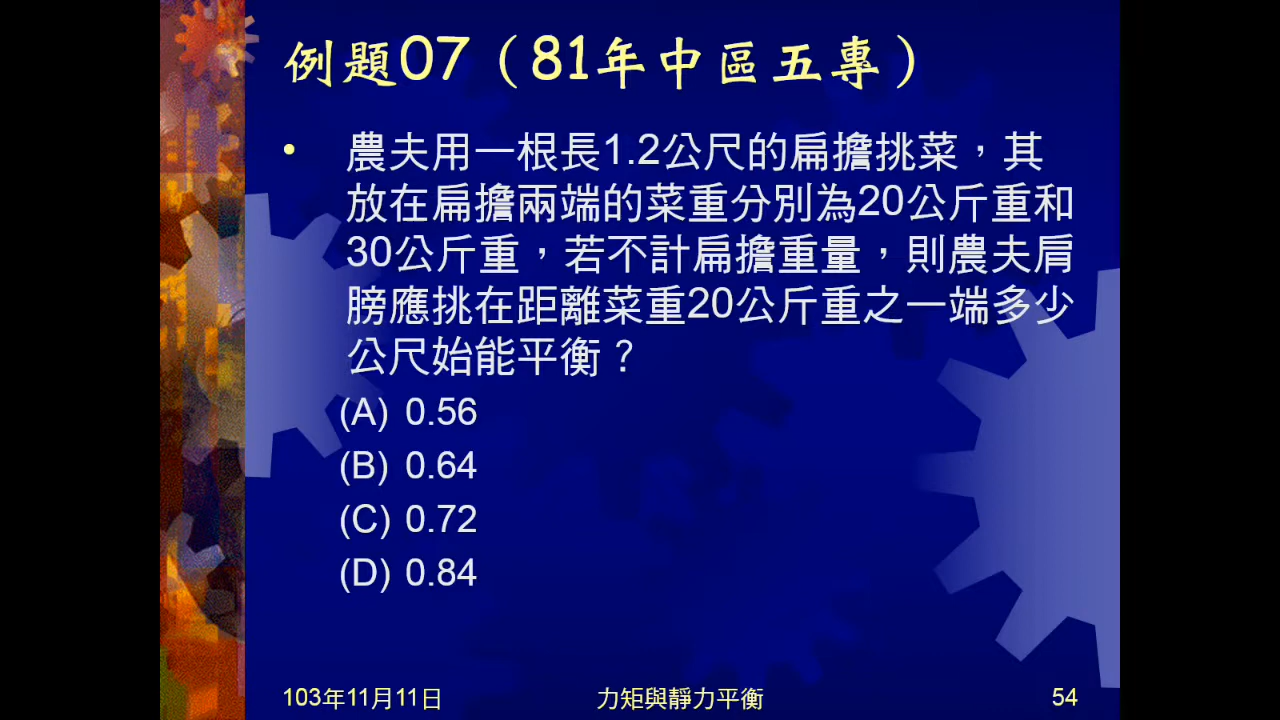 例題07（81年中區五專）
• 農夫用一根長1.2公尺的扁擔挑菜，其
放在扁擔兩端的菜重分別為20公斤重和
30公斤重，若不計扁擔重量，則農夫肩
膀應挑在距離菜重20公斤重之一端多少
公尺始能平衡？
(A) 0.56
(B) 0.64
(C) 0.72
(D) 0.84
103年11月11日 力矩與靜力平衡 54